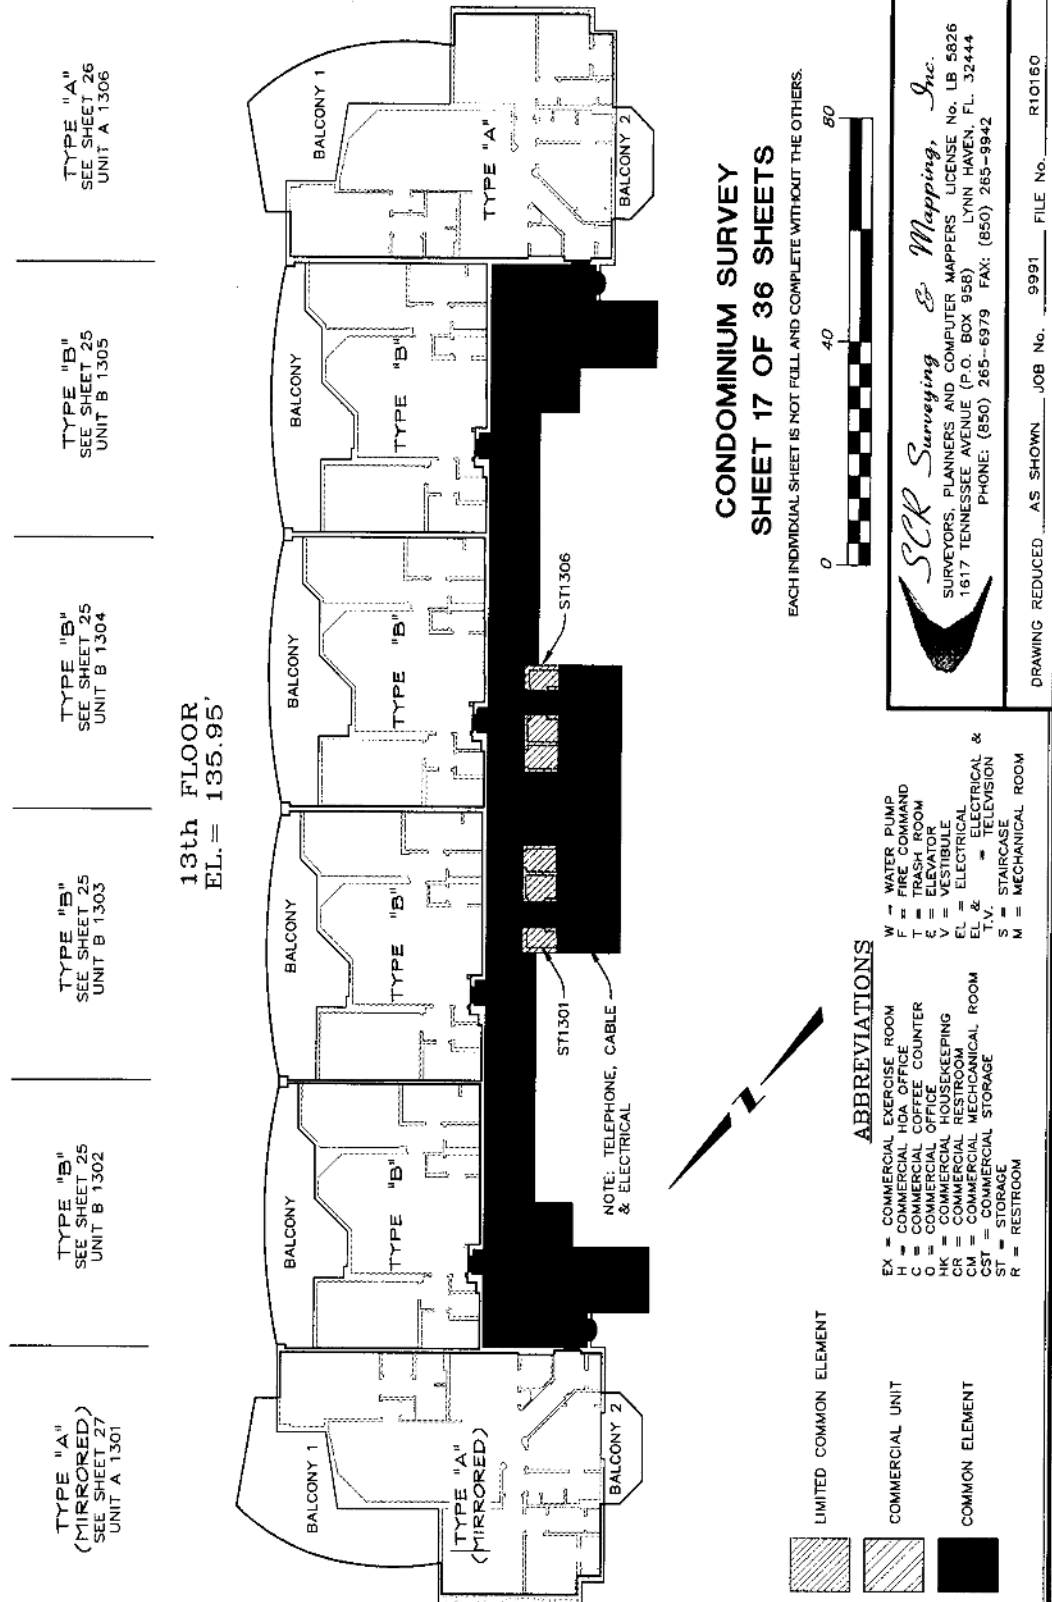 TYPE "A"
(MIRRORED)
SEE SHEET 27
UNIT A 1301
TYPE "B"
SEE SHEET 25
UNIT B 1302
TYPE "B"
SEE SHEET 25
UNIT B 1303
TYPE "B"
SEE SHEET 25
UNIT B 1304
TYPE "B"
SEE SHEET 25
UNIT B 1305
TYPE "A"
SEE SHEET 26
UNIT A 1306
13th FLOOR
EL.= 135.95'
BALCONY 1
BALCONY
BALCONY
BALCONY
BALCONY
BALCONY 1
TYPE "A"
(MIRRORED)
TYPE "B"
TYPE "B"
TYPE "B"
TYPE "B"
TYPE "A"
BALCONY 2
BALCONY 2
ST1301
ST1306
NOTE: TELEPHONE, CABLE
& ELECTRICAL
CONDOMINIUM SURVEY
SHEET 17 OF 36 SHEETS
EACH INDIVIDUAL SHEET IS NOT FULL AND COMPLETE WITHOUT THE OTHERS.
0 40 80
N
LIMITED COMMON ELEMENT
COMMERCIAL UNIT
COMMON ELEMENT
ABBREVIATIONS
EX = COMMERCIAL EXERCISE ROOM
H = COMMERCIAL HOA OFFICE
C = COMMERCIAL COFFEE COUNTER
O = COMMERCIAL OFFICE
HK = COMMERCIAL HOUSEKEEPING
CR = COMMERCIAL RESTROOM
CM = COMMERCIAL MECHCANICAL ROOM
CST = COMMERCIAL STORAGE
ST = STORAGE
R = RESTROOM
W = WATER PUMP
F = FIRE COMMAND
T = TRASH ROOM
E = ELEVATOR
V = VESTIBULE
EL = ELECTRICAL
EL & = ELECTRICAL &
T.V. TELEVISION
S = STAIRCASE
M = MECHANICAL ROOM
SCR Surveying & Mapping, Inc.
SURVEYORS, PLANNERS AND COMPUTER MAPPERS LICENSE No. LB 5826
1617 TENNESSEE AVENUE (P.O. BOX 958) LYNN HAVEN, FL. 32444
PHONE: (850) 265-6979 FAX: (850) 265-9942
DRAWING REDUCED AS SHOWN JOB No. 9991 FILE No. R10160